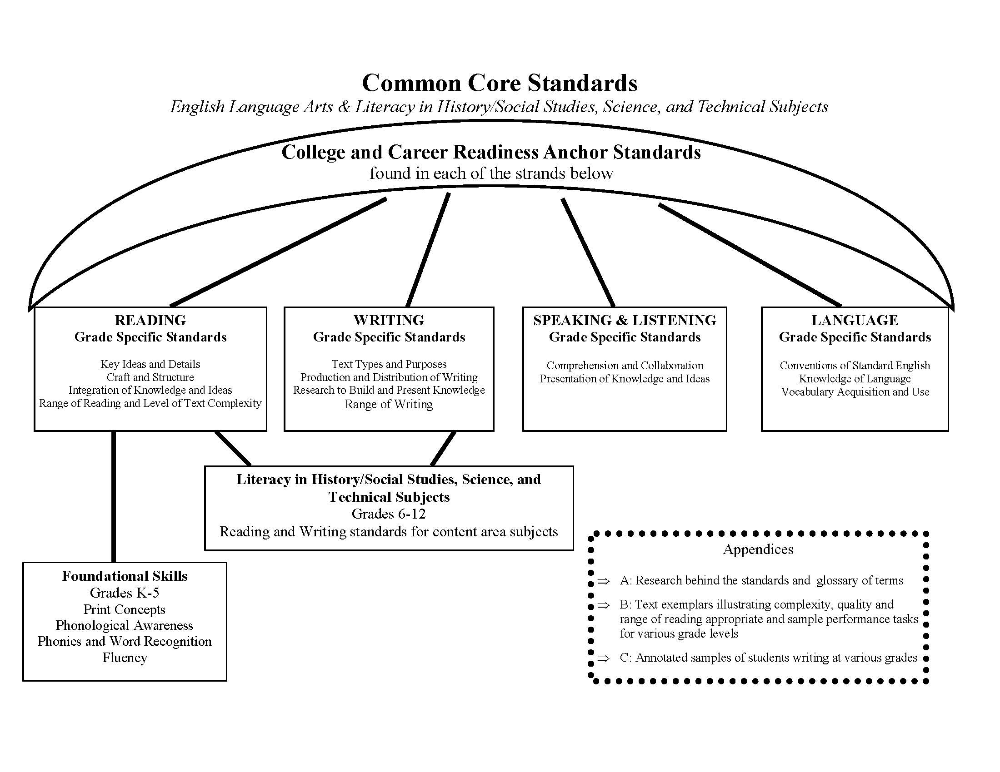 Common Core Standards
English Language Arts & Literacy in History/Social Studies, Science, and Technical Subjects
College and Career Readiness Anchor Standards
found in each of the strands below
READING
Grade Specific Standards
Key Ideas and Details
Craft and Structure
Integration of Knowledge and Ideas
Range of Reading and Level of Text Complexity
WRITING
Grade Specific Standards
Text Types and Purposes
Production and Distribution of Writing
Research to Build and Present Knowledge
Range of Writing
SPEAKING & LISTENING
Grade Specific Standards
Comprehension and Collaboration
Presentation of Knowledge and Ideas
LANGUAGE
Grade Specific Standards
Conventions of Standard English
Knowledge of Language
Vocabulary Acquisition and Use
Literacy in History/Social Studies, Science, and
Technical Subjects
Grades 6-12
Reading and Writing standards for content area subjects
Foundational Skills
Grades K-5
Print Concepts
Phonological Awareness
Phonics and Word Recognition
Fluency
Appendices
⇒ A: Research behind the standards and glossary of terms
⇒ B: Text exemplars illustrating complexity, quality and
range of reading appropriate and sample performance tasks
for various grade levels
⇒ C: Annotated samples of students writing at various grades